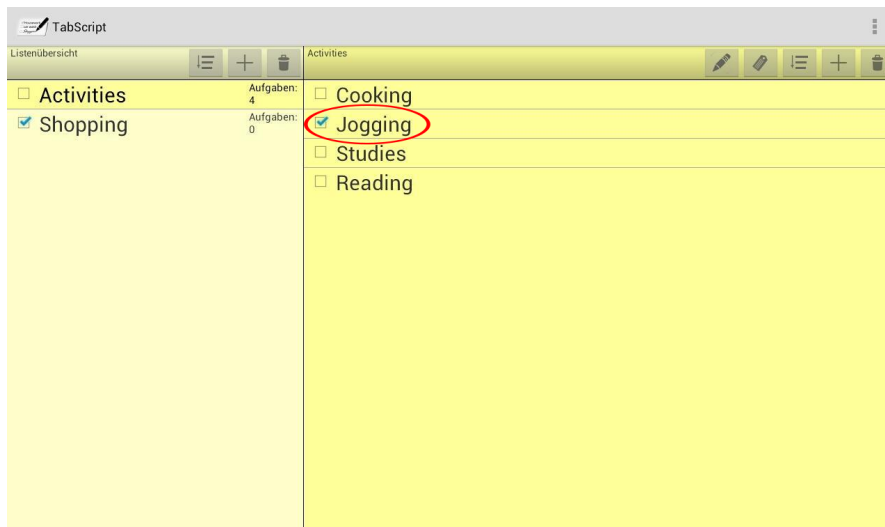 TabScript
Listenübersicht
Activities
Aufgaben:
4
Shopping
Aufgaben:
0
Activities
Cooking
Jogging
Studies
Reading